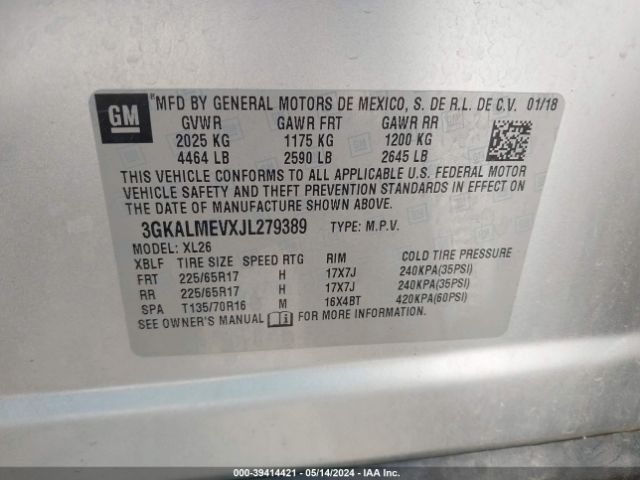 GM
MFD BY GENERAL MOTORS DE MEXICO, S. DE R.L. DE C.V. 01/18
GVWR GAWR FRT GAWR RR
2025 KG 1175 KG 1200 KG
4464 LB 2590 LB 2645 LB
THIS VEHICLE CONFORMS TO ALL APPLICABLE U.S. FEDERAL MOTOR
VEHICLE SAFETY AND THEFT PREVENTION STANDARDS IN EFFECT ON
THE DATE OF MANUFACTURE SHOWN ABOVE.
3GKALMEVXJL279389 TYPE: M.P.V.
MODEL: XL26
XBLF TIRE SIZE SPEED RTG RIM COLD TIRE PRESSURE
FRT 225/65R17 H 17X7J 240KPA(35PSI)
RR 225/65R17 H 17X7J 240KPA(35PSI)
SPA T135/70R16 M 16X4BT 420KPA(60PSI)
SEE OWNER'S MANUAL FOR MORE INFORMATION.
000-39414421 - 05/14/2024 - IAA Inc.